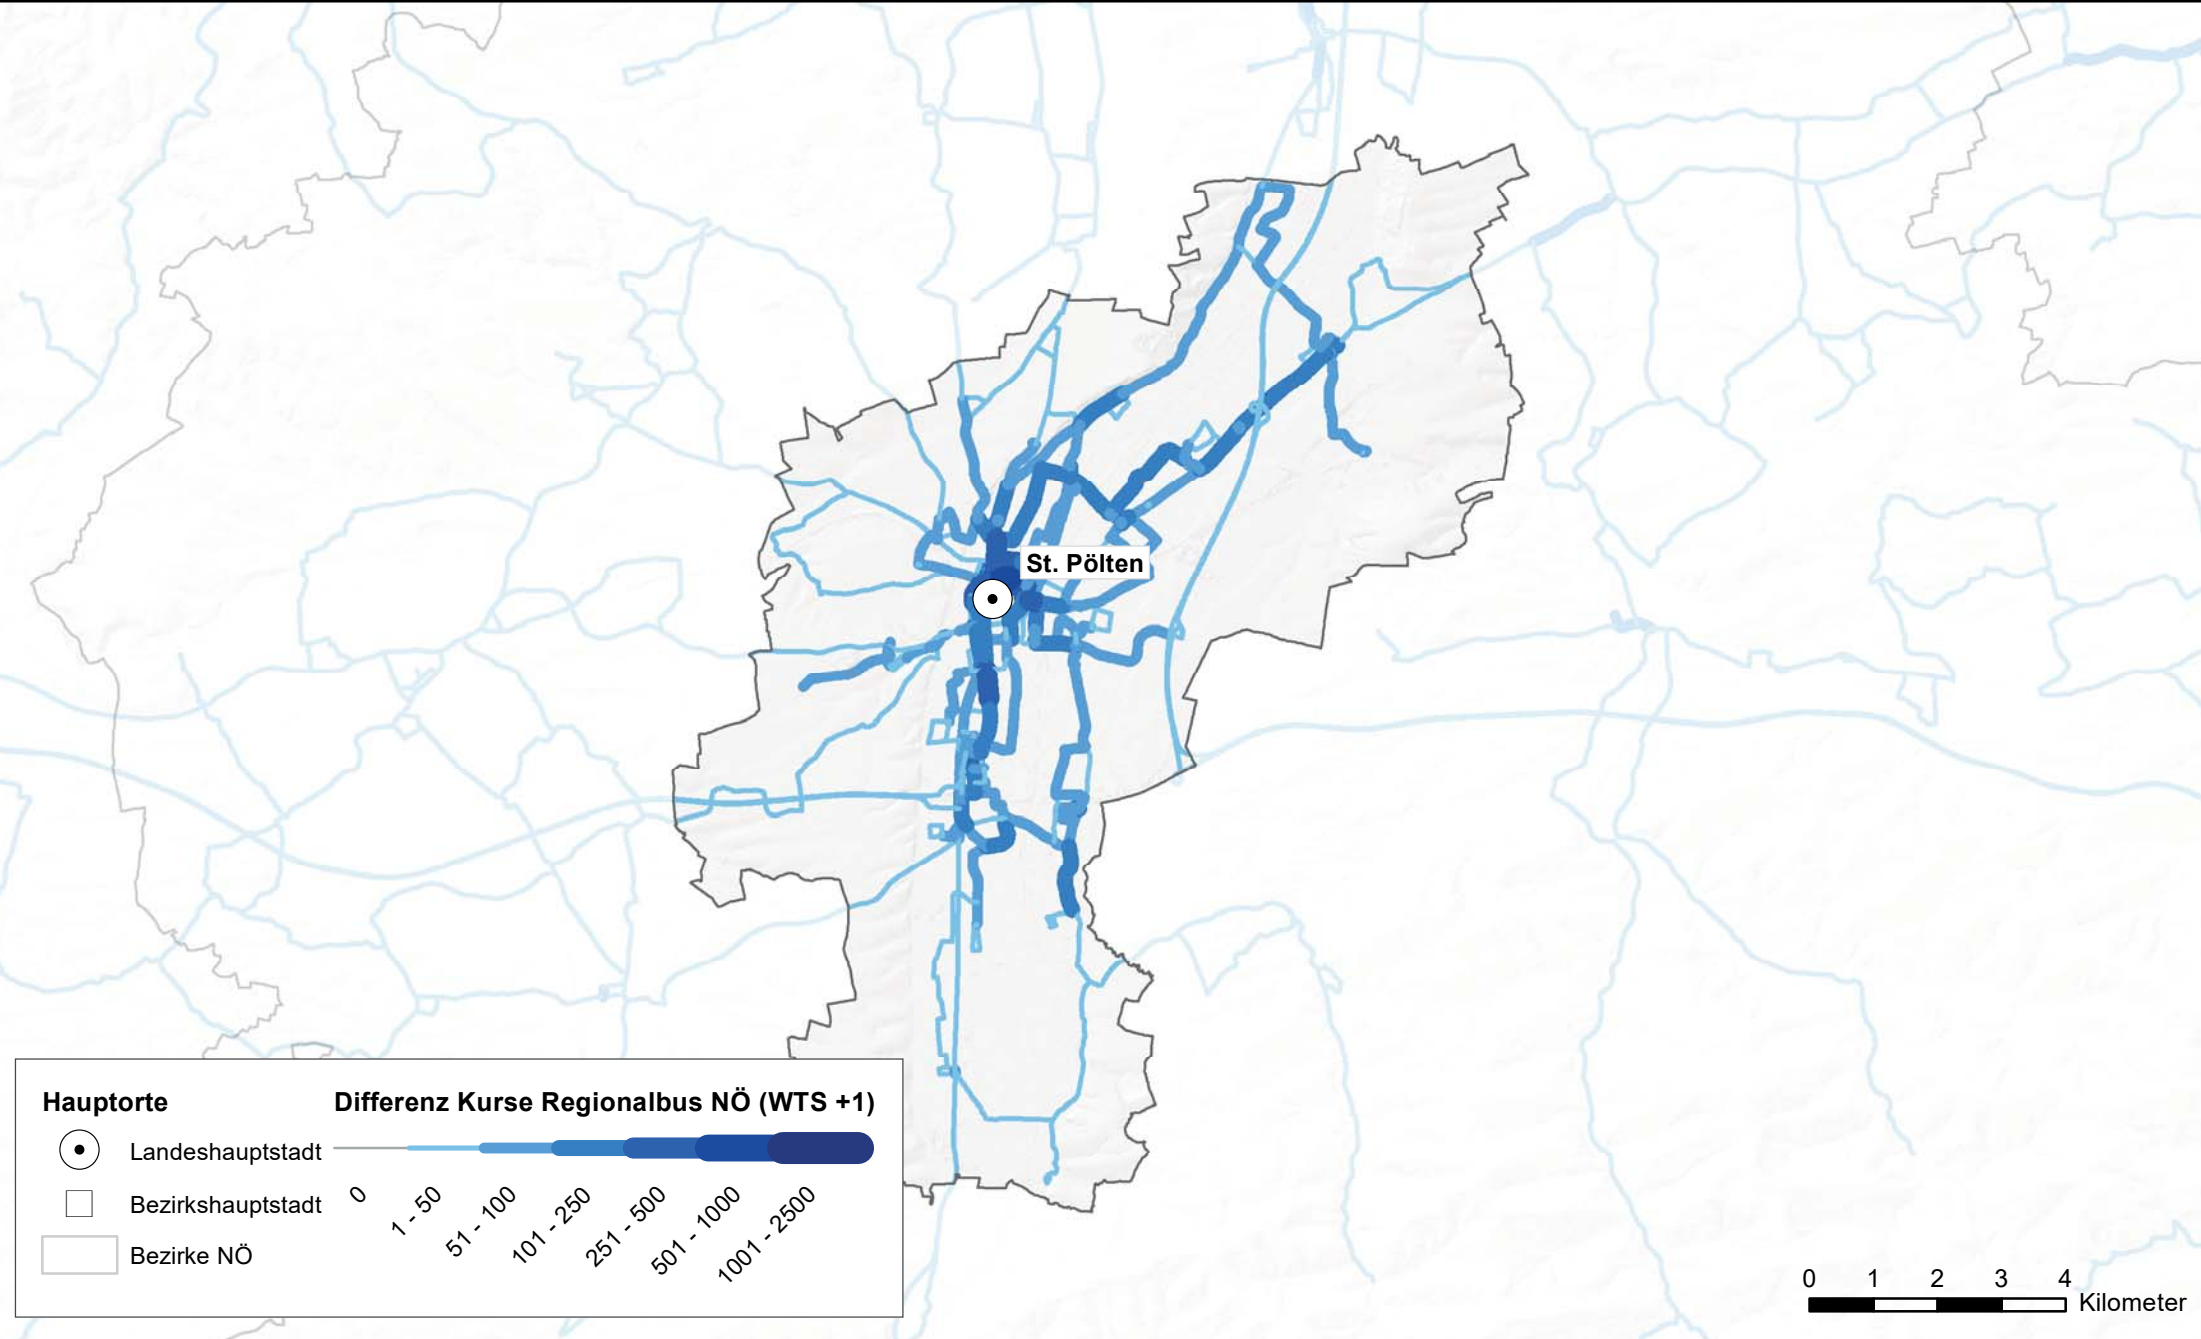 St. Pölten
Hauptorte
Landeshauptstadt
Bezirkshauptstadt
Bezirke NÖ
Differenz Kurse Regionalbus NÖ (WTS +1)
0
1 - 50
51 - 100
101 - 250
251 - 500
501 - 1000
1001 - 2500
0 1 2 3 4
Kilometer